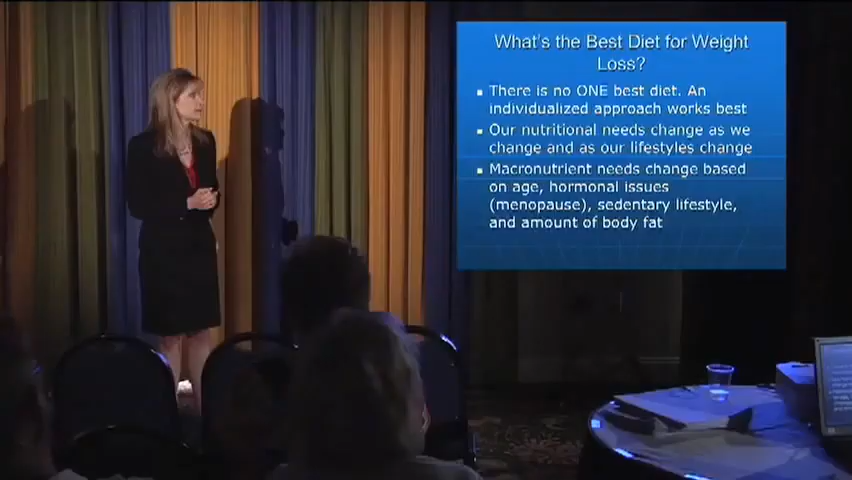 What's the Best Diet for Weight
Loss?
There is no ONE best diet. An
individualized approach works best
Our nutritional needs change as we
change and as our lifestyles change
Macronutrient needs change based
on age, hormonal issues
(menopause), sedentary lifestyle,
and amount of body fat